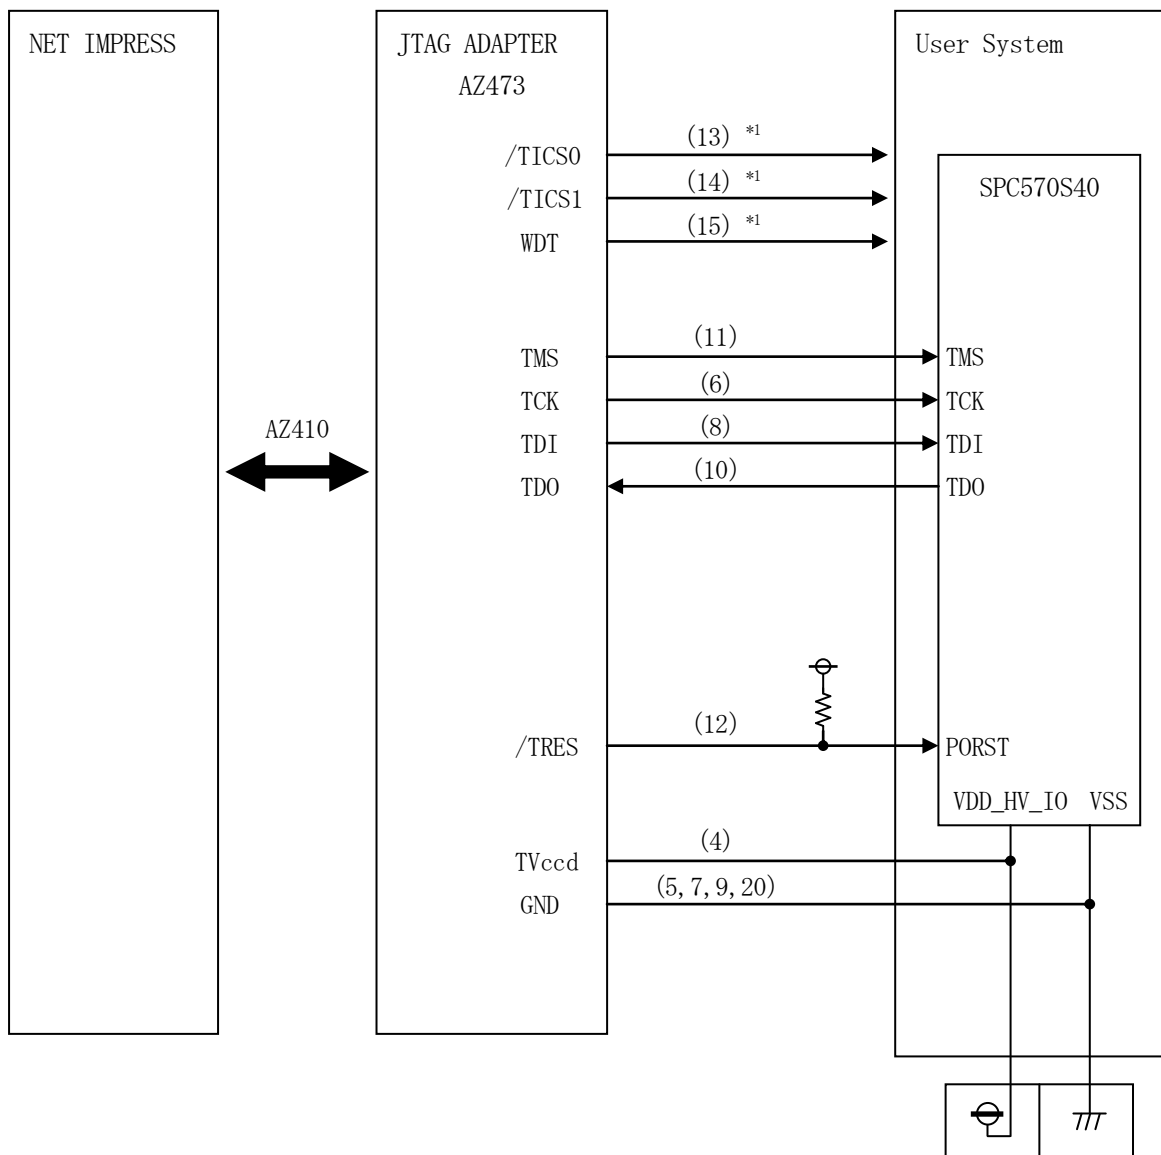 NET IMPRESS
JTAG ADAPTER
AZ473
User System
SPC570S40
/TICS0
(13) *1
/TICS1
(14) *1
WDT
(15) *1
TMS
(11)
TMS
TCK
(6)
TCK
TDI
(8)
TDI
TDO
(10)
TDO
AZ410
/TRES
(12)
PORST
VDD_HV_IO
VSS
TVccd
(4)
GND
(5,7,9,20)